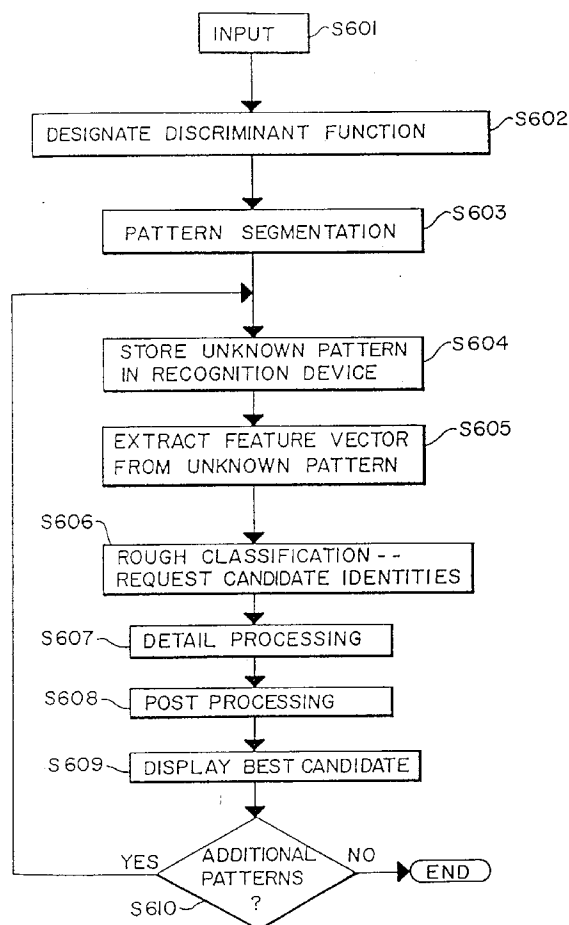 INPUT
S601
DESIGNATE DISCRIMINANT FUNCTION
S602
PATTERN SEGMENTATION
S603
STORE UNKNOWN PATTERN
IN RECOGNITION DEVICE
S604
EXTRACT FEATURE VECTOR
FROM UNKNOWN PATTERN
S605
S606
ROUGH CLASSIFICATION--
REQUEST CANDIDATE IDENTITIES
S607
DETAIL PROCESSING
S608
POST PROCESSING
S609
DISPLAY BEST CANDIDATE
YES
ADDITIONAL
PATTERNS
?
NO
END
S610